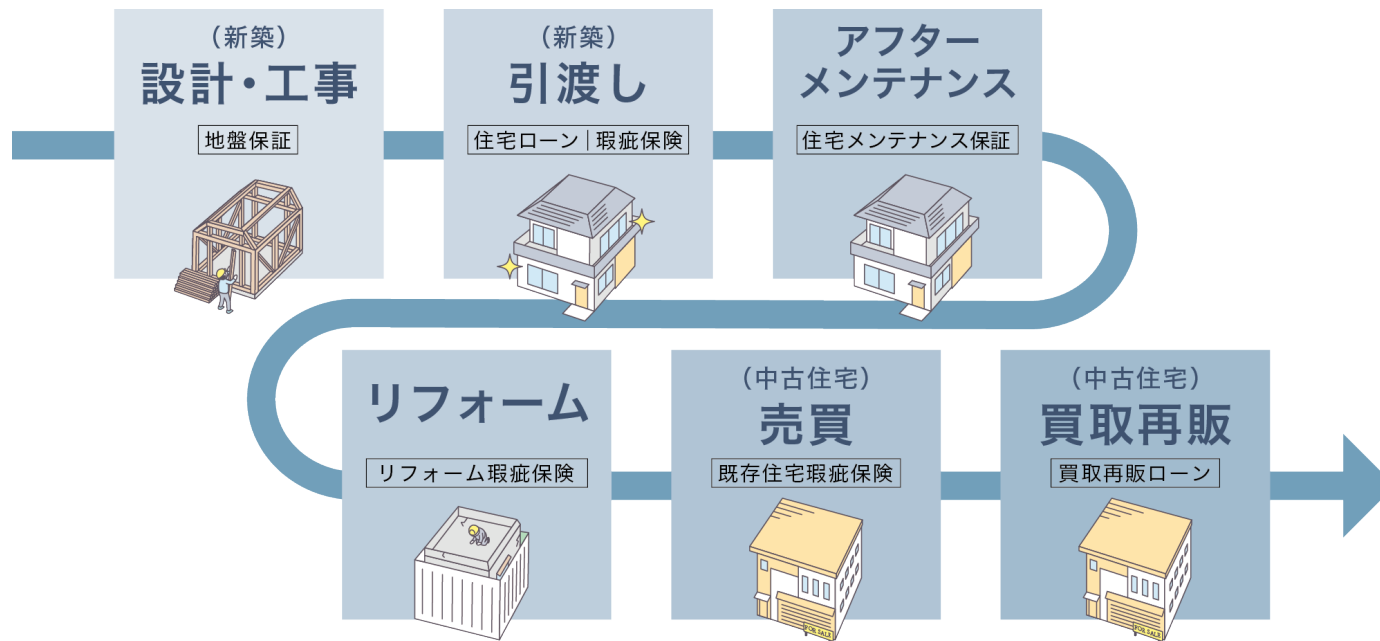 （新築）
設計・工事
地盤保証
（新築）
引渡し
住宅ローン｜瑕疵保険
アフター
メンテナンス
住宅メンテナンス保証
リフォーム
リフォーム瑕疵保険
（中古住宅）
売買
既存住宅瑕疵保険
FOR SALE
（中古住宅）
買取再販
買取再販ローン
FOR SALE